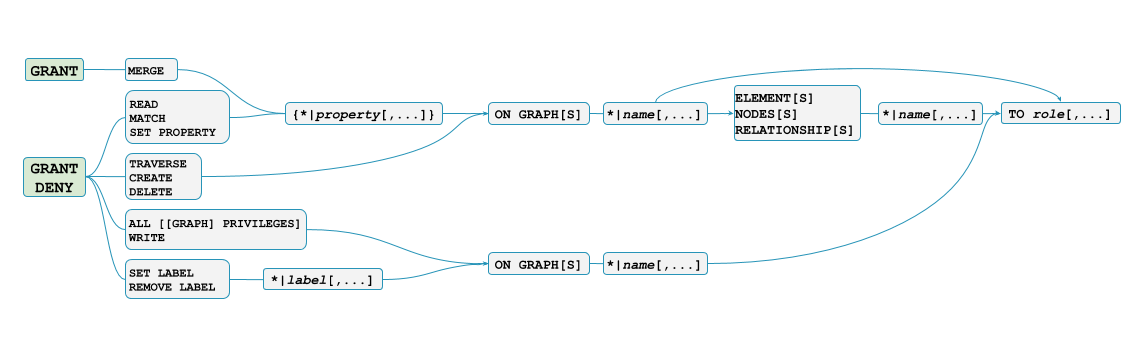 GRANT
MERGE
READ
MATCH
SET PROPERTY
{*|property[,...]}
ON GRAPH[S]
*|name[,...]
ELEMENT[S]
NODES[S]
RELATIONSHIP[S]
*|name[,...]
TO role[,...]
GRANT
DENY
TRAVERSE
CREATE
DELETE
ALL [[GRAPH] PRIVILEGES]
WRITE
SET LABEL
REMOVE LABEL
*|label[,...]
ON GRAPH[S]
*|name[,...]